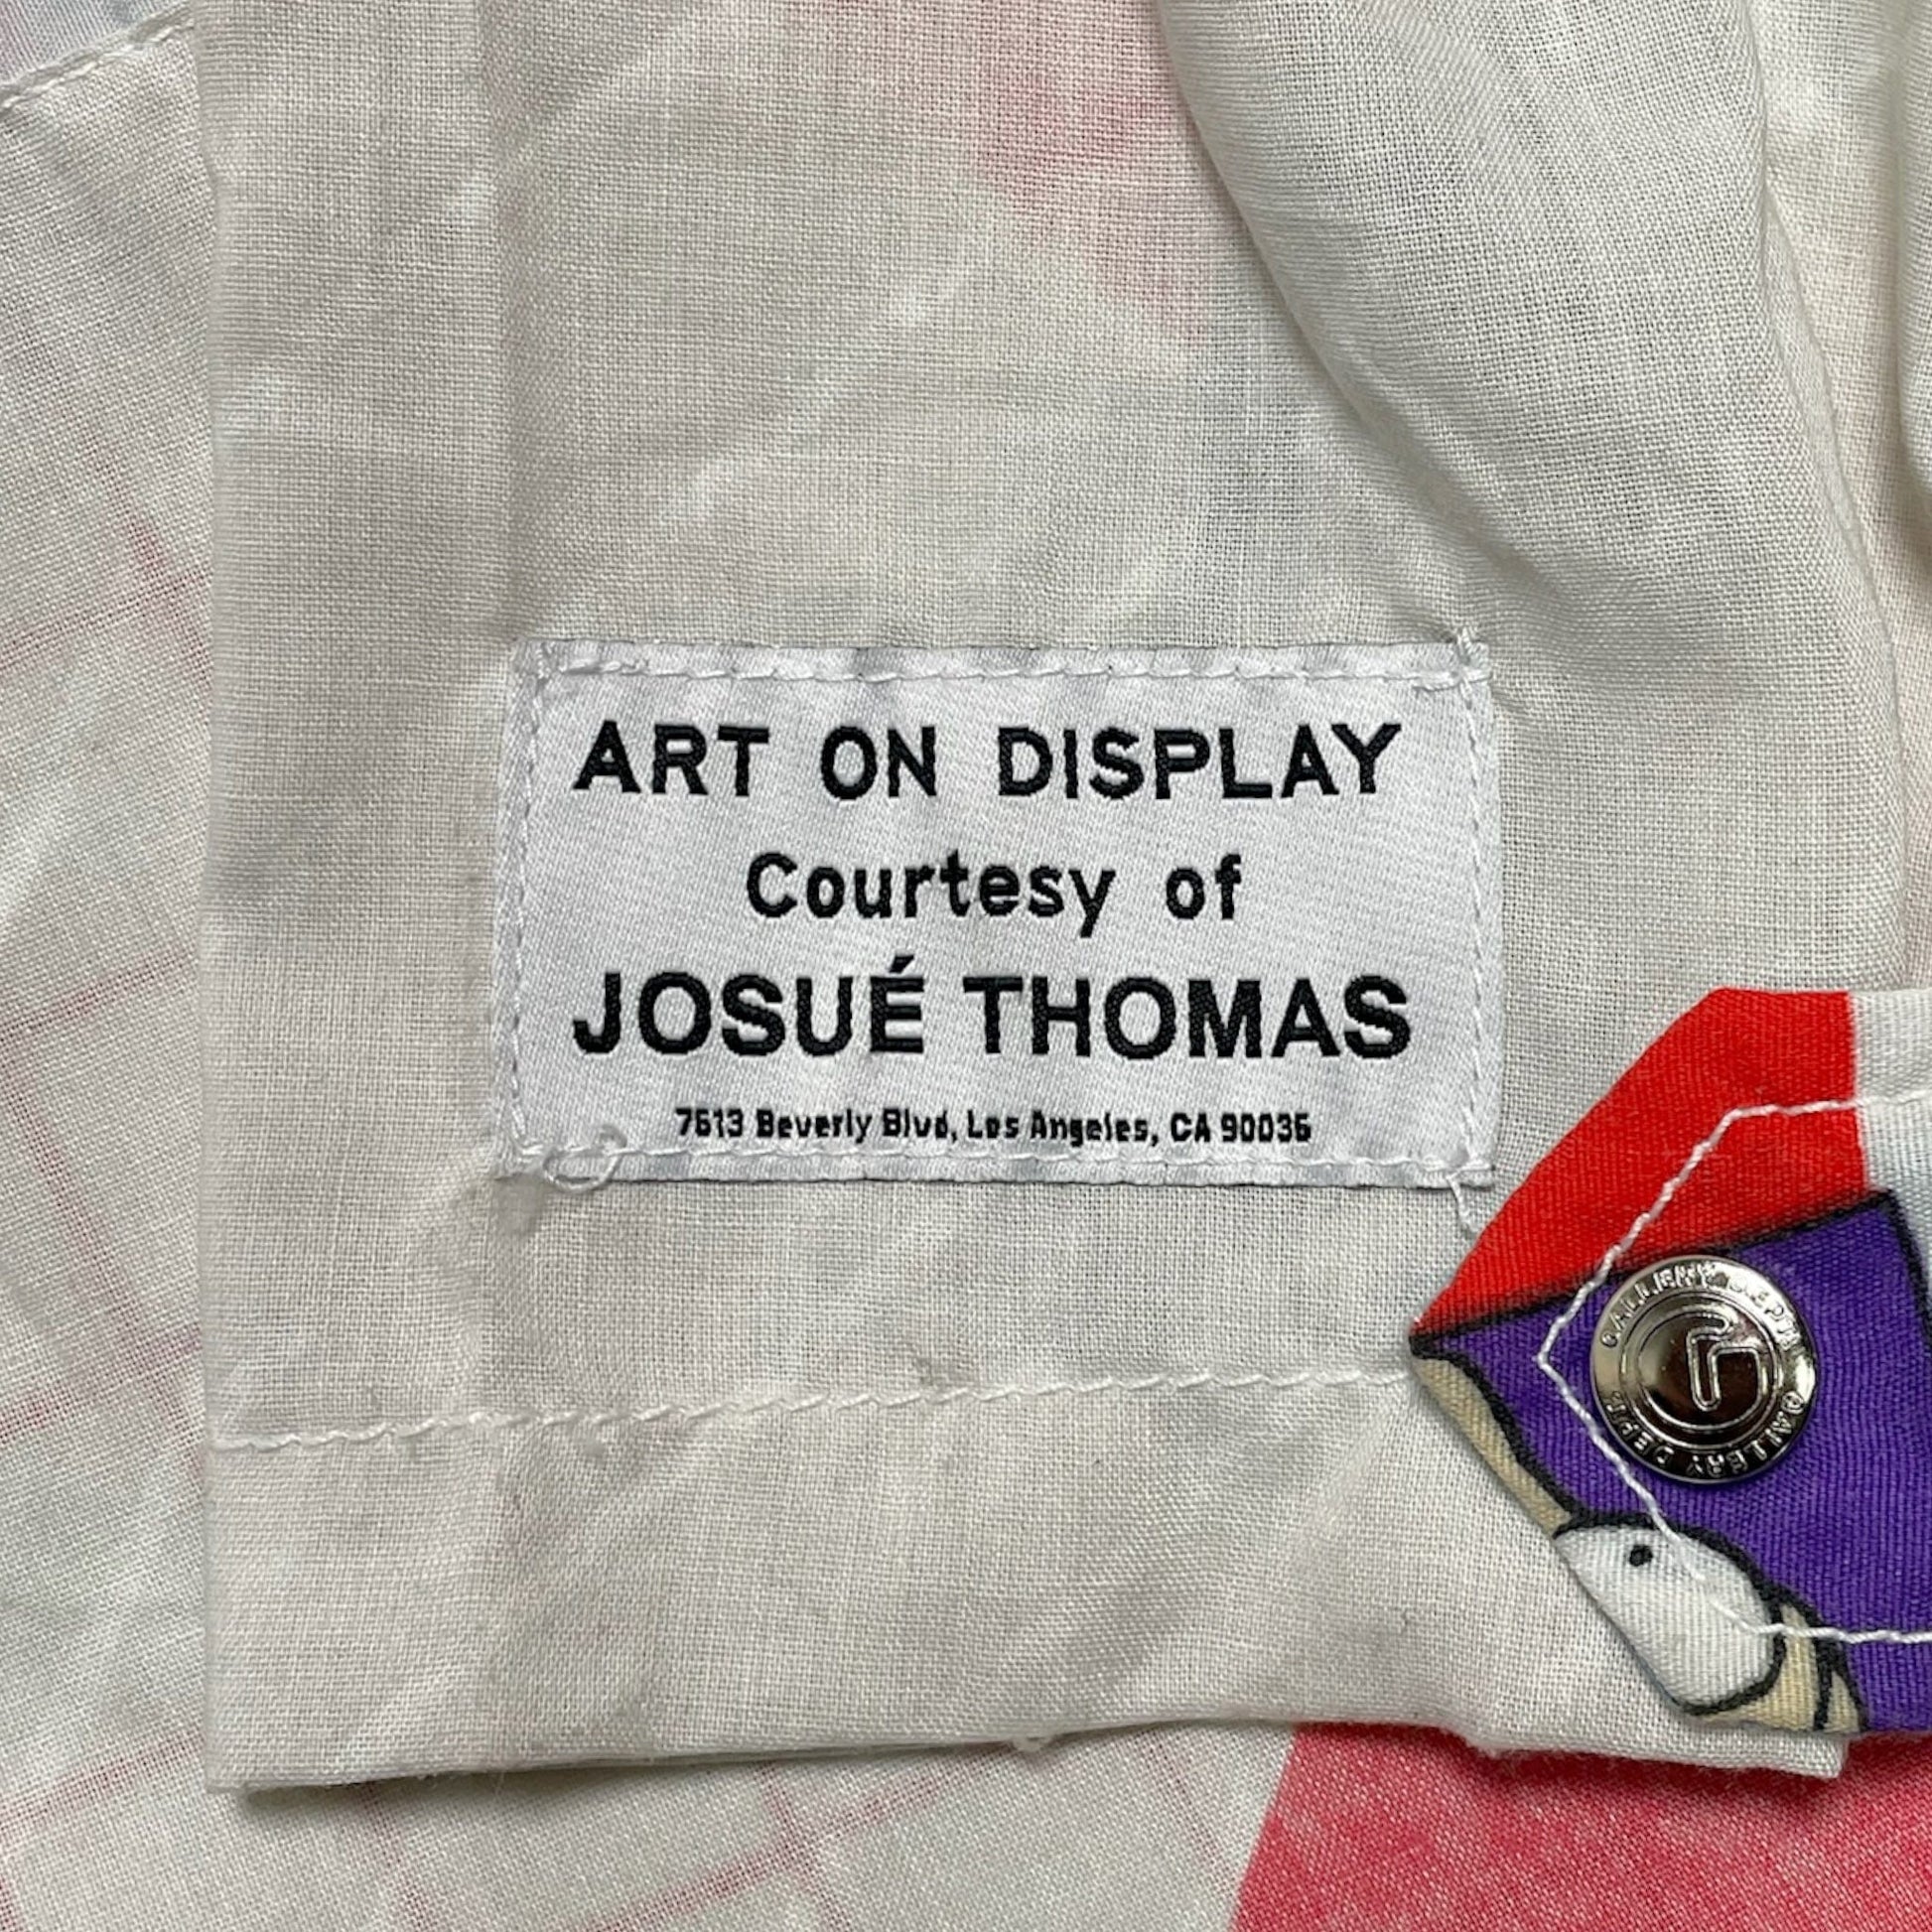 ART ON DISPLAY
Courtesy of
JOSUÉ THOMAS
7613 Beverly Blvd, Los Angeles, CA 90036
GALLERY DEPT
GALLERY DEPT